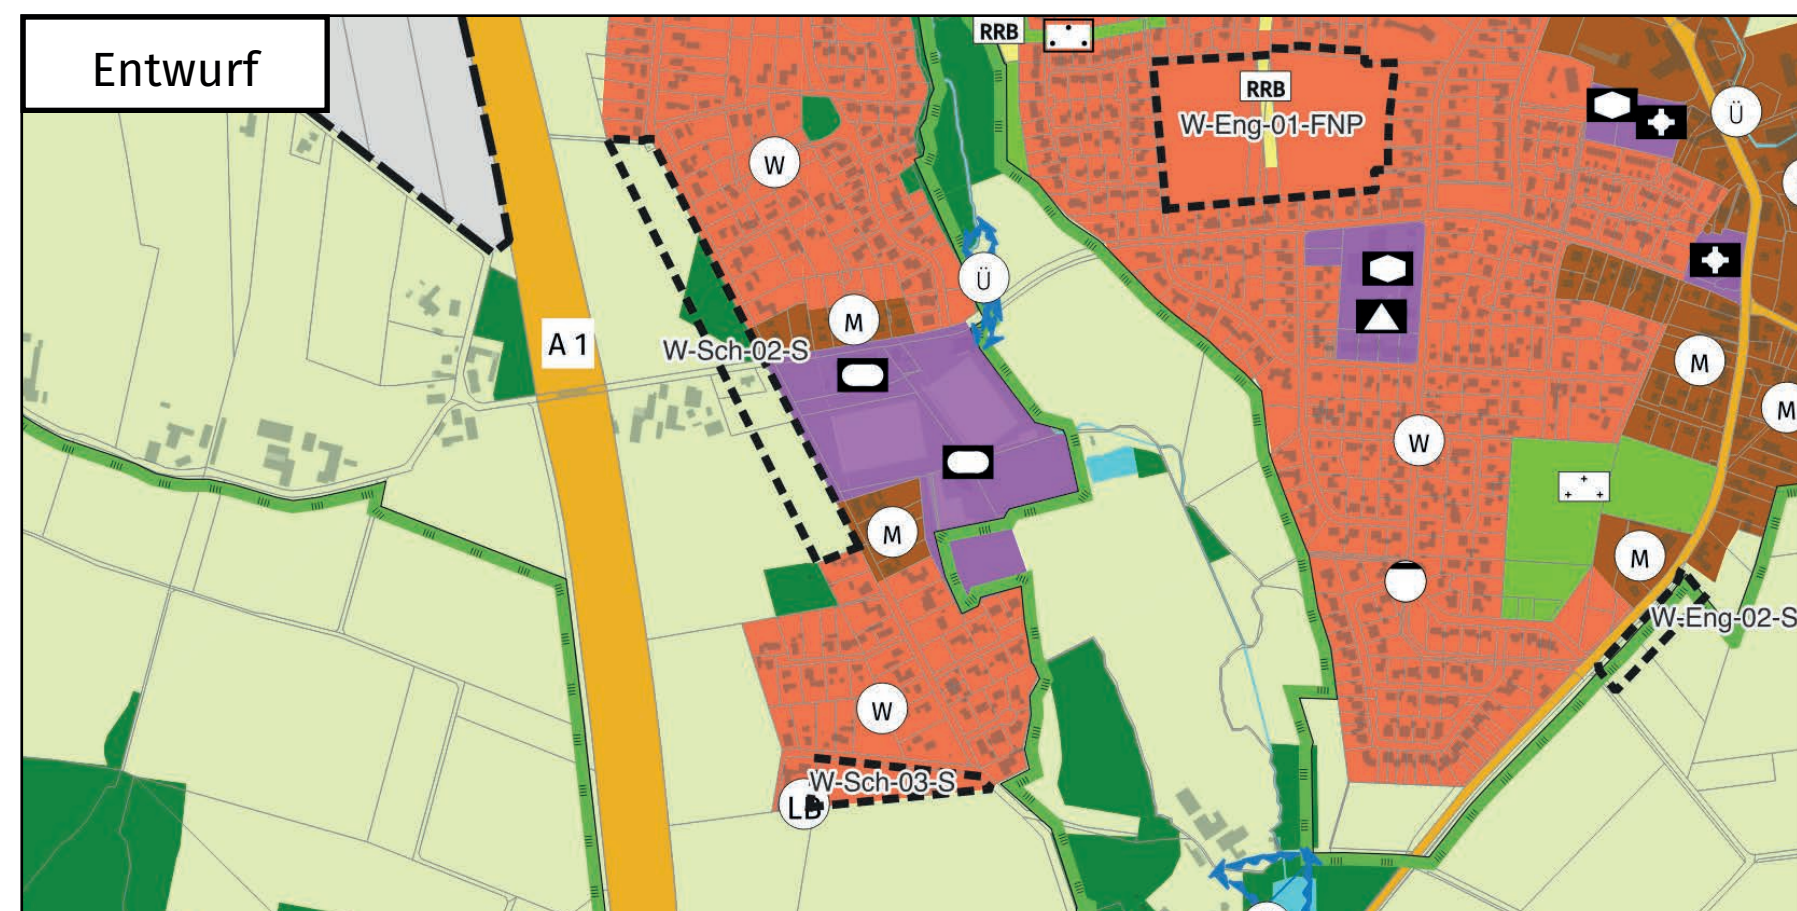 Entwurf
RRB
RRB
W-Eng-01-FNP
Ü
W
Ü
M
A 1
W-Sch-02-S
M
M
W
M
M
W-Eng-02-S
W
W-Sch-03-S
LB